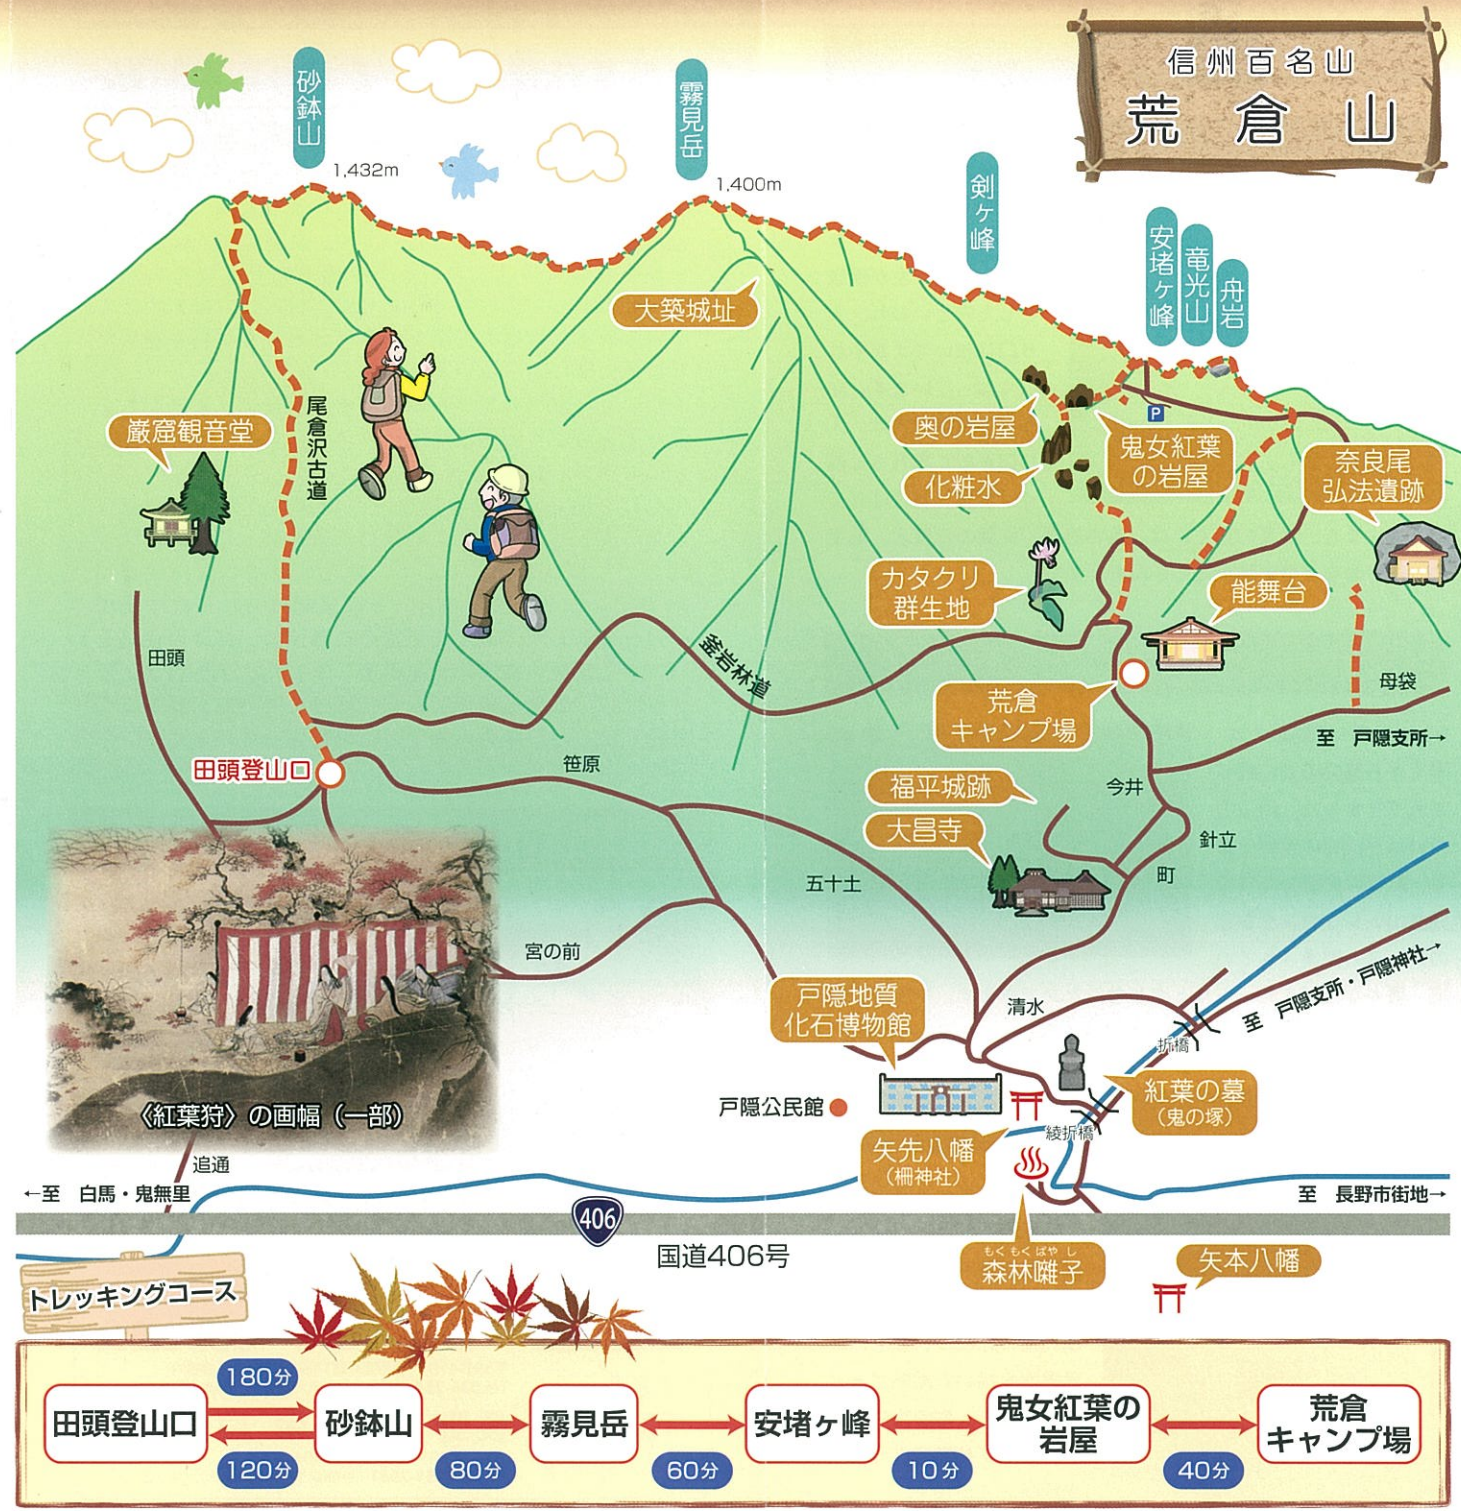 信州百名山
荒倉山
砂鉢山
1,432m
霧見岳
1,400m
剣ヶ峰
安堵ヶ峰
竜光山
舟岩
大築城址
巌窟観音堂
尾倉沢古道
奥の岩屋
化粧水
鬼女紅葉
の岩屋
P
奈良尾
弘法遺跡
カタクリ
群生地
能舞台
田頭
釜岩林道
荒倉
キャンプ場
母袋
至 戸隠支所→
田頭登山口
笹原
福平城跡
今井
大昌寺
針立
町
五十土
宮の前
戸隠地質
化石博物館
清水
至 戸隠支所・戸隠神社→
折橋
紅葉の墓
(鬼の塚)
戸隠公民館
綾折橋
矢先八幡
(柵神社)
〈紅葉狩〉の画幅（一部）
追通
←至 白馬・鬼無里
至 長野市街地→
406
国道406号
もくもくばやし
森林囃子
矢本八幡
トレッキングコース
180分
田頭登山口
砂鉢山
霧見岳
安堵ヶ峰
鬼女紅葉の
岩屋
荒倉
キャンプ場
120分
80分
60分
10分
40分